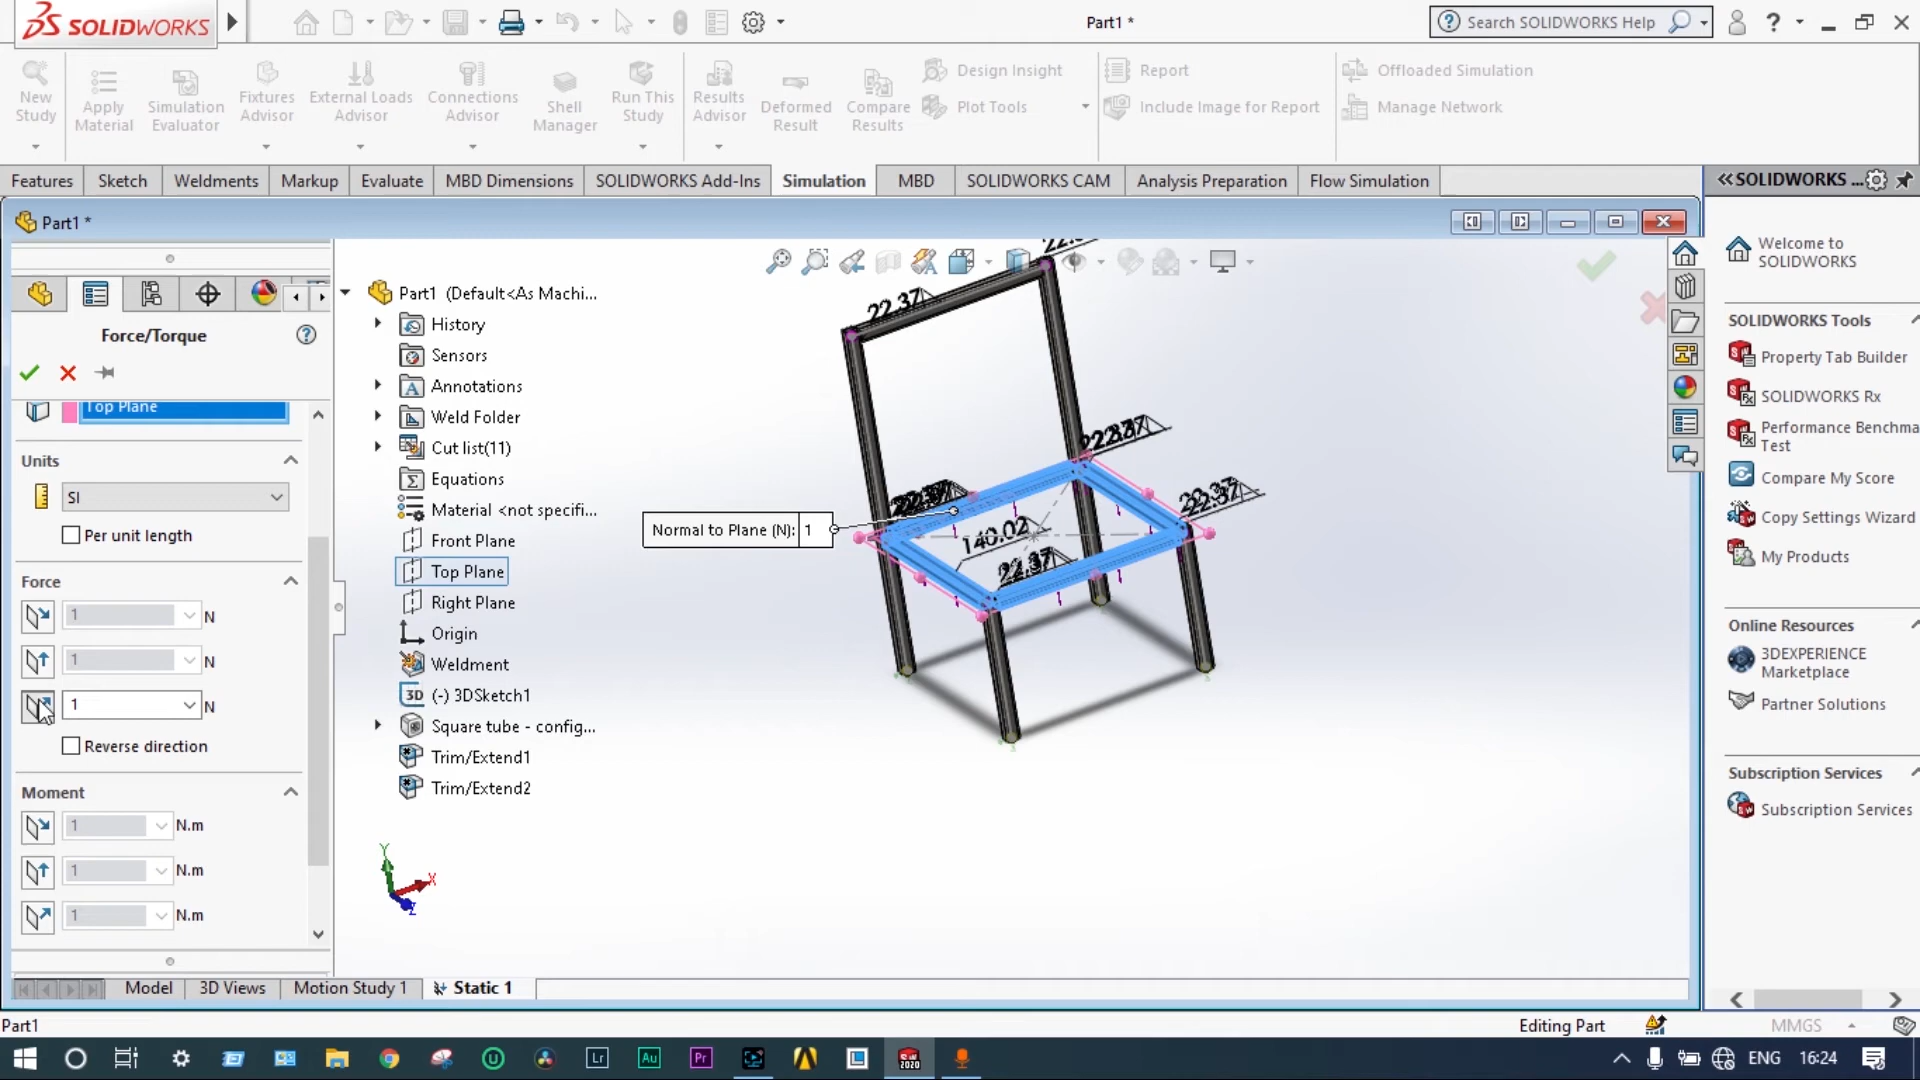 SOLIDWORKS
Part1 *
Search SOLIDWORKS Help
?
New Study
Apply Material
Simulation Evaluator
Fixtures Advisor
External Loads Advisor
Connections Advisor
Shell Manager
Run This Study
Results Advisor
Deformed Result
Compare Results
Design Insight
Plot Tools
Report
Include Image for Report
Offloaded Simulation
Manage Network
Features
Sketch
Weldments
Markup
Evaluate
MBD Dimensions
SOLIDWORKS Add-Ins
Simulation
MBD
SOLIDWORKS CAM
Analysis Preparation
Flow Simulation
SOLIDWORKS ...
Part1 *
Force/Torque
Top Plane
Units
SI
Per unit length
Force
1 N
1 N
1 N
Reverse direction
Moment
1 N.m
1 N.m
1 N.m
Part1 (Default<As Machi...
History
Sensors
Annotations
Weld Folder
Cut list(11)
Equations
Material <not specifi...
Front Plane
Top Plane
Right Plane
Origin
Weldment
(-) 3DSketch1
Square tube - config...
Trim/Extend1
Trim/Extend2
22.37
22.37
140.02
22.37
Normal to Plane (N): 1
Y
X
Z
Welcome to SOLIDWORKS
SOLIDWORKS Tools
Property Tab Builder
SOLIDWORKS Rx
Performance Benchma
Test
Compare My Score
Copy Settings Wizard
My Products
Online Resources
3DEXPERIENCE
Marketplace
Partner Solutions
Subscription Services
Subscription Services
Model
3D Views
Motion Study 1
Static 1
Part1
Editing Part
MMGS
Lr
Au
Pr
SW
2020
ENG
16:24